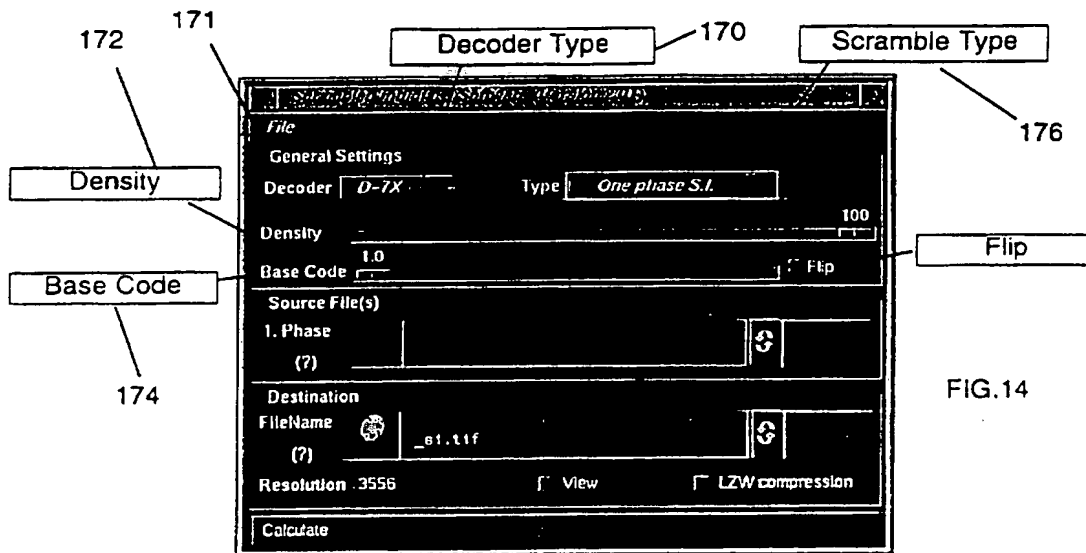 171
172
Decoder Type
170
Scramble Type
176
File
General Settings
Density
Decoder D-7X Type One phase S.I.
100
Density
1.0
Base Code Flip
Flip
Base Code
Source File(s)
1. Phase
(?)
174
FIG.14
Destination
FileName
_s1.tif
(?)
Resolution 3556 View LZW compression
Calculate